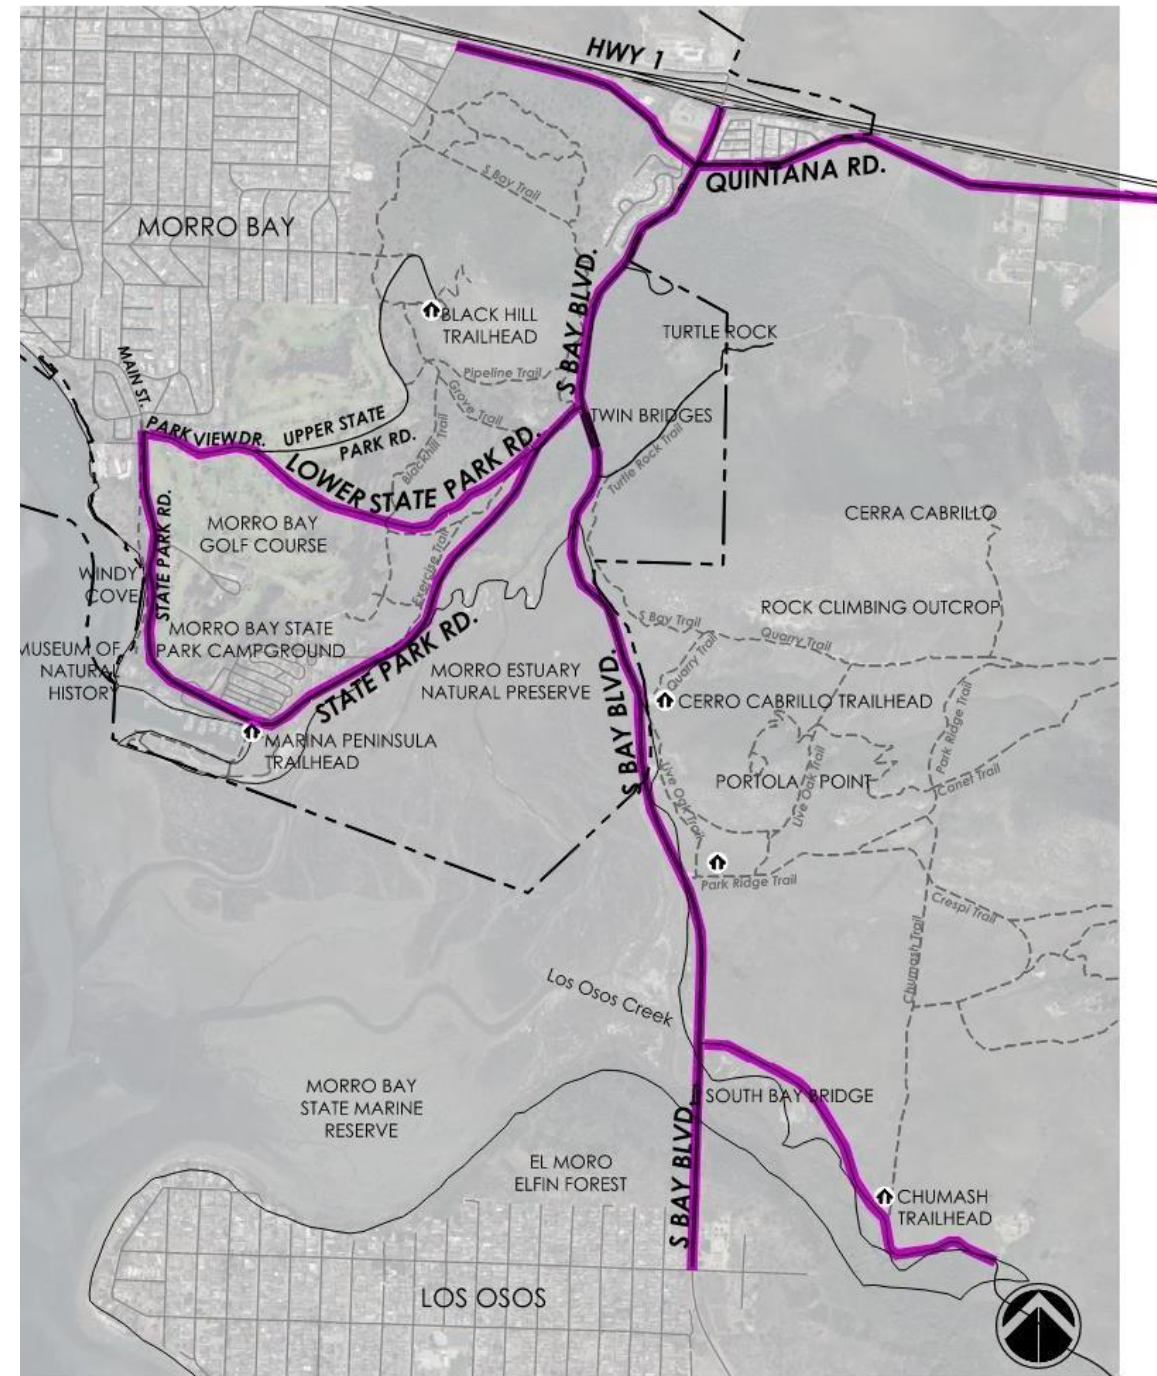 HWY 1
S Bay Trail
QUINTANA RD.
MORRO BAY
S BAY BLVD.
BLACK HILL
TRAILHEAD
TURTLE ROCK
MAIN ST.
Pipeline Trail
Grove Trail
TWIN BRIDGES
PARK VIEW DR.
UPPER STATE
PARK RD.
Blackhill Trail
LOWER STATE PARK RD.
Turtle Rock Trail
MORRO BAY
GOLF COURSE
STATE PARK RD.
CERRA CABRILLO
WINDY
COVE
Exercise Trail
ROCK CLIMBING OUTCROP
S Bay Trail
Quarry Trail
MORRO BAY STATE
PARK CAMPGROUND
MUSEUM OF
NATURAL
HISTORY
STATE PARK RD.
MORRO ESTUARY
NATURAL PRESERVE
Quarry Trail
CERRO CABRILLO TRAILHEAD
S BAY BLVD.
Park Ridge Trail
MARINA PENINSULA
TRAILHEAD
Live Oak Trail
PORTOLA POINT
Live Oak Trail
Canet Trail
Park Ridge Trail
Crespi Trail
Chumash Trail
Los Osos Creek
MORRO BAY
STATE MARINE
RESERVE
SOUTH BAY BRIDGE
EL MORO
ELFIN FOREST
S BAY BLVD.
CHUMASH
TRAILHEAD
LOS OSOS